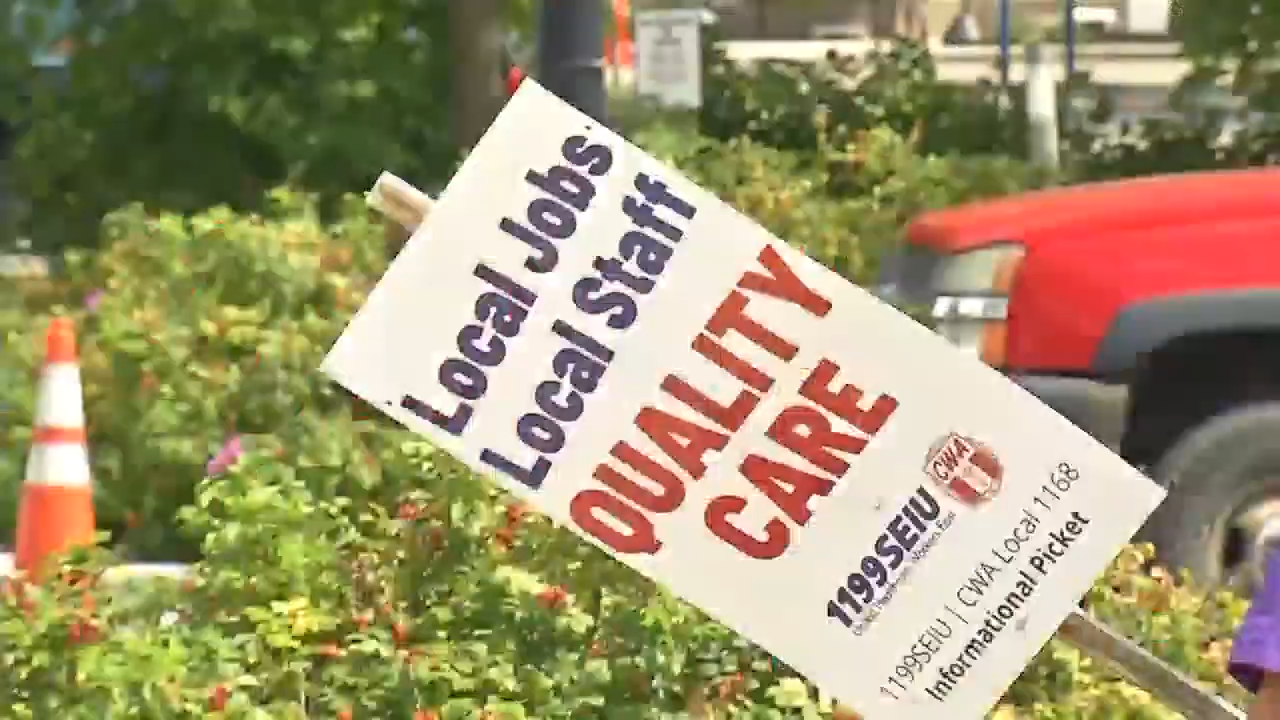 Local Jobs
Local Staff
QUALITY
CARE
CWA
1199SEIU
1199SEIU | CWA Local 1168
Informational Picket